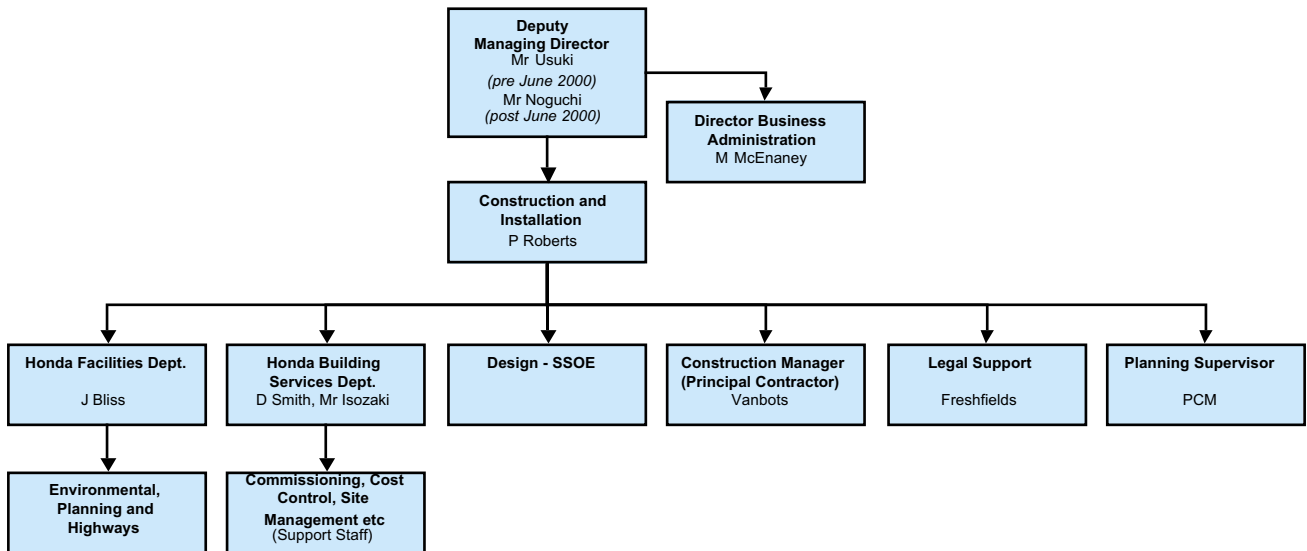 Deputy
Managing Director
Mr Usuki
(pre June 2000)
Mr Noguchi
(post June 2000)
Director Business
Administration
M McEnaney
Construction and
Installation
P Roberts
Honda Facilities Dept.
J Bliss
Honda Building
Services Dept.
D Smith, Mr Isozaki
Design - SSOE
Construction Manager
(Principal Contractor)
Vanbots
Legal Support
Freshfields
Planning Supervisor
PCM
Environmental,
Planning and
Highways
Commissioning, Cost
Control, Site
Management etc
(Support Staff)